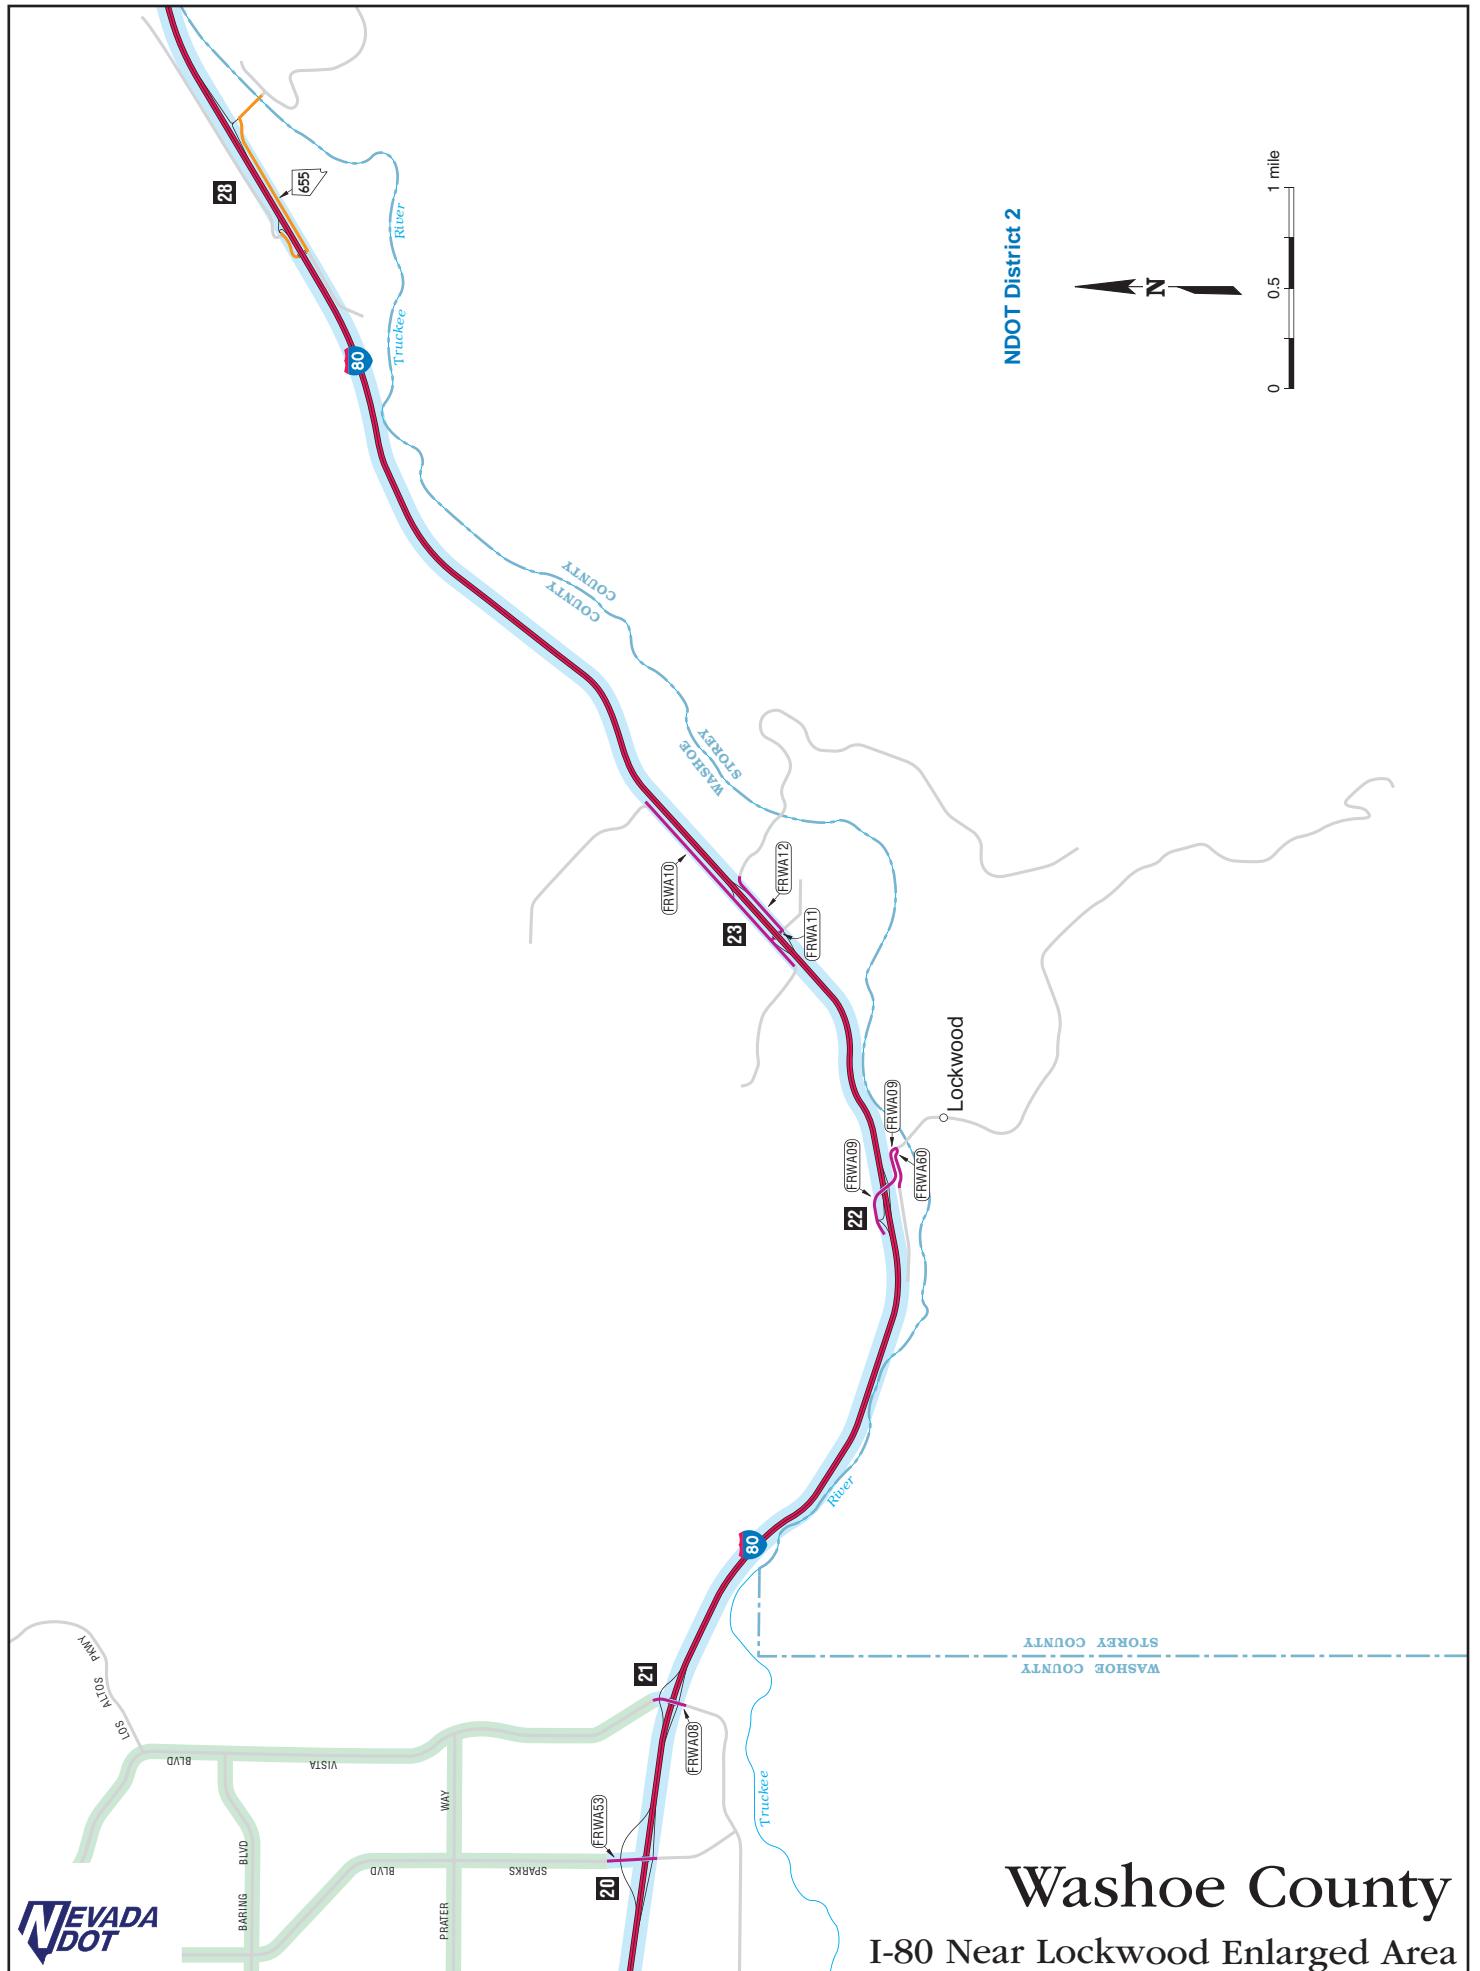 28
655
River
Truckee
80
NDOT District 2
N
0
0.5
1 mile
COUNTY
COUNTY
STOREY
WASHOE
FRWA10
FRWA12
23
FRWA11
Lockwood
FRWA09
FRWA09
FRWA60
22
River
80
STOREY COUNTY
WASHOE COUNTY
LOS ALTOS PKWY
21
FRWA08
VISTA BLVD
Truckee
PRATER WAY
FRWA53
BARING BLVD
SPARKS BLVD
20
NEVADA
DOT
Washoe County
I-80 Near Lockwood Enlarged Area